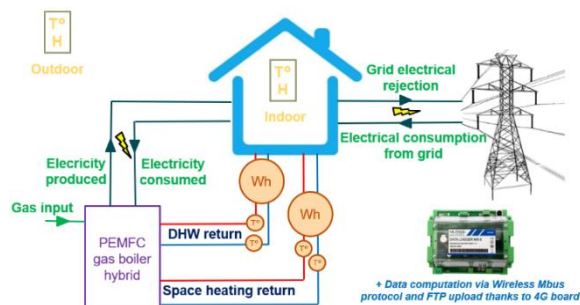 T°
H
Outdoor
T°
H
Indoor
Grid electrical
rejection
Electrical consumption
from grid
Elecricity
produced
Electricity
consumed
Gas input
PEMFC
gas boiler
hybrid
Wh
Wh
T°
T°
T°
T°
DHW return
Space heating return
+ Data computation via Wireless Mbus
protocol and FTP upload thanks to 4G board